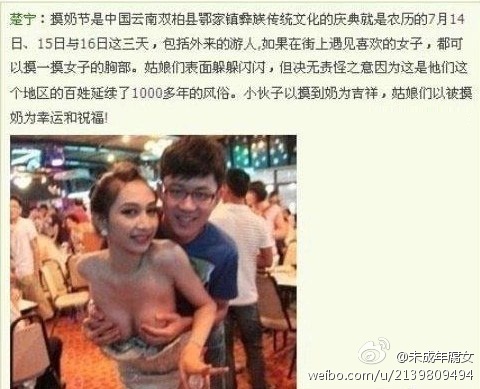 楚宁：摸奶节是中国云南双柏县鄂家镇彝族传统文化的庆典就是农历的7月14
日、15日与16日这三天，包括外来的游人,如果在街上遇见喜欢的女子，都可
以摸一摸女子的胸部。姑娘们表面躲躲闪闪，但决无责怪之意因为这是他们这
个地区的百姓延续了1000多年的风俗。小伙子以摸到奶为吉祥，姑娘们以被摸
奶为幸运和祝福!
@未成年腐女
weibo.com/u/2139809494